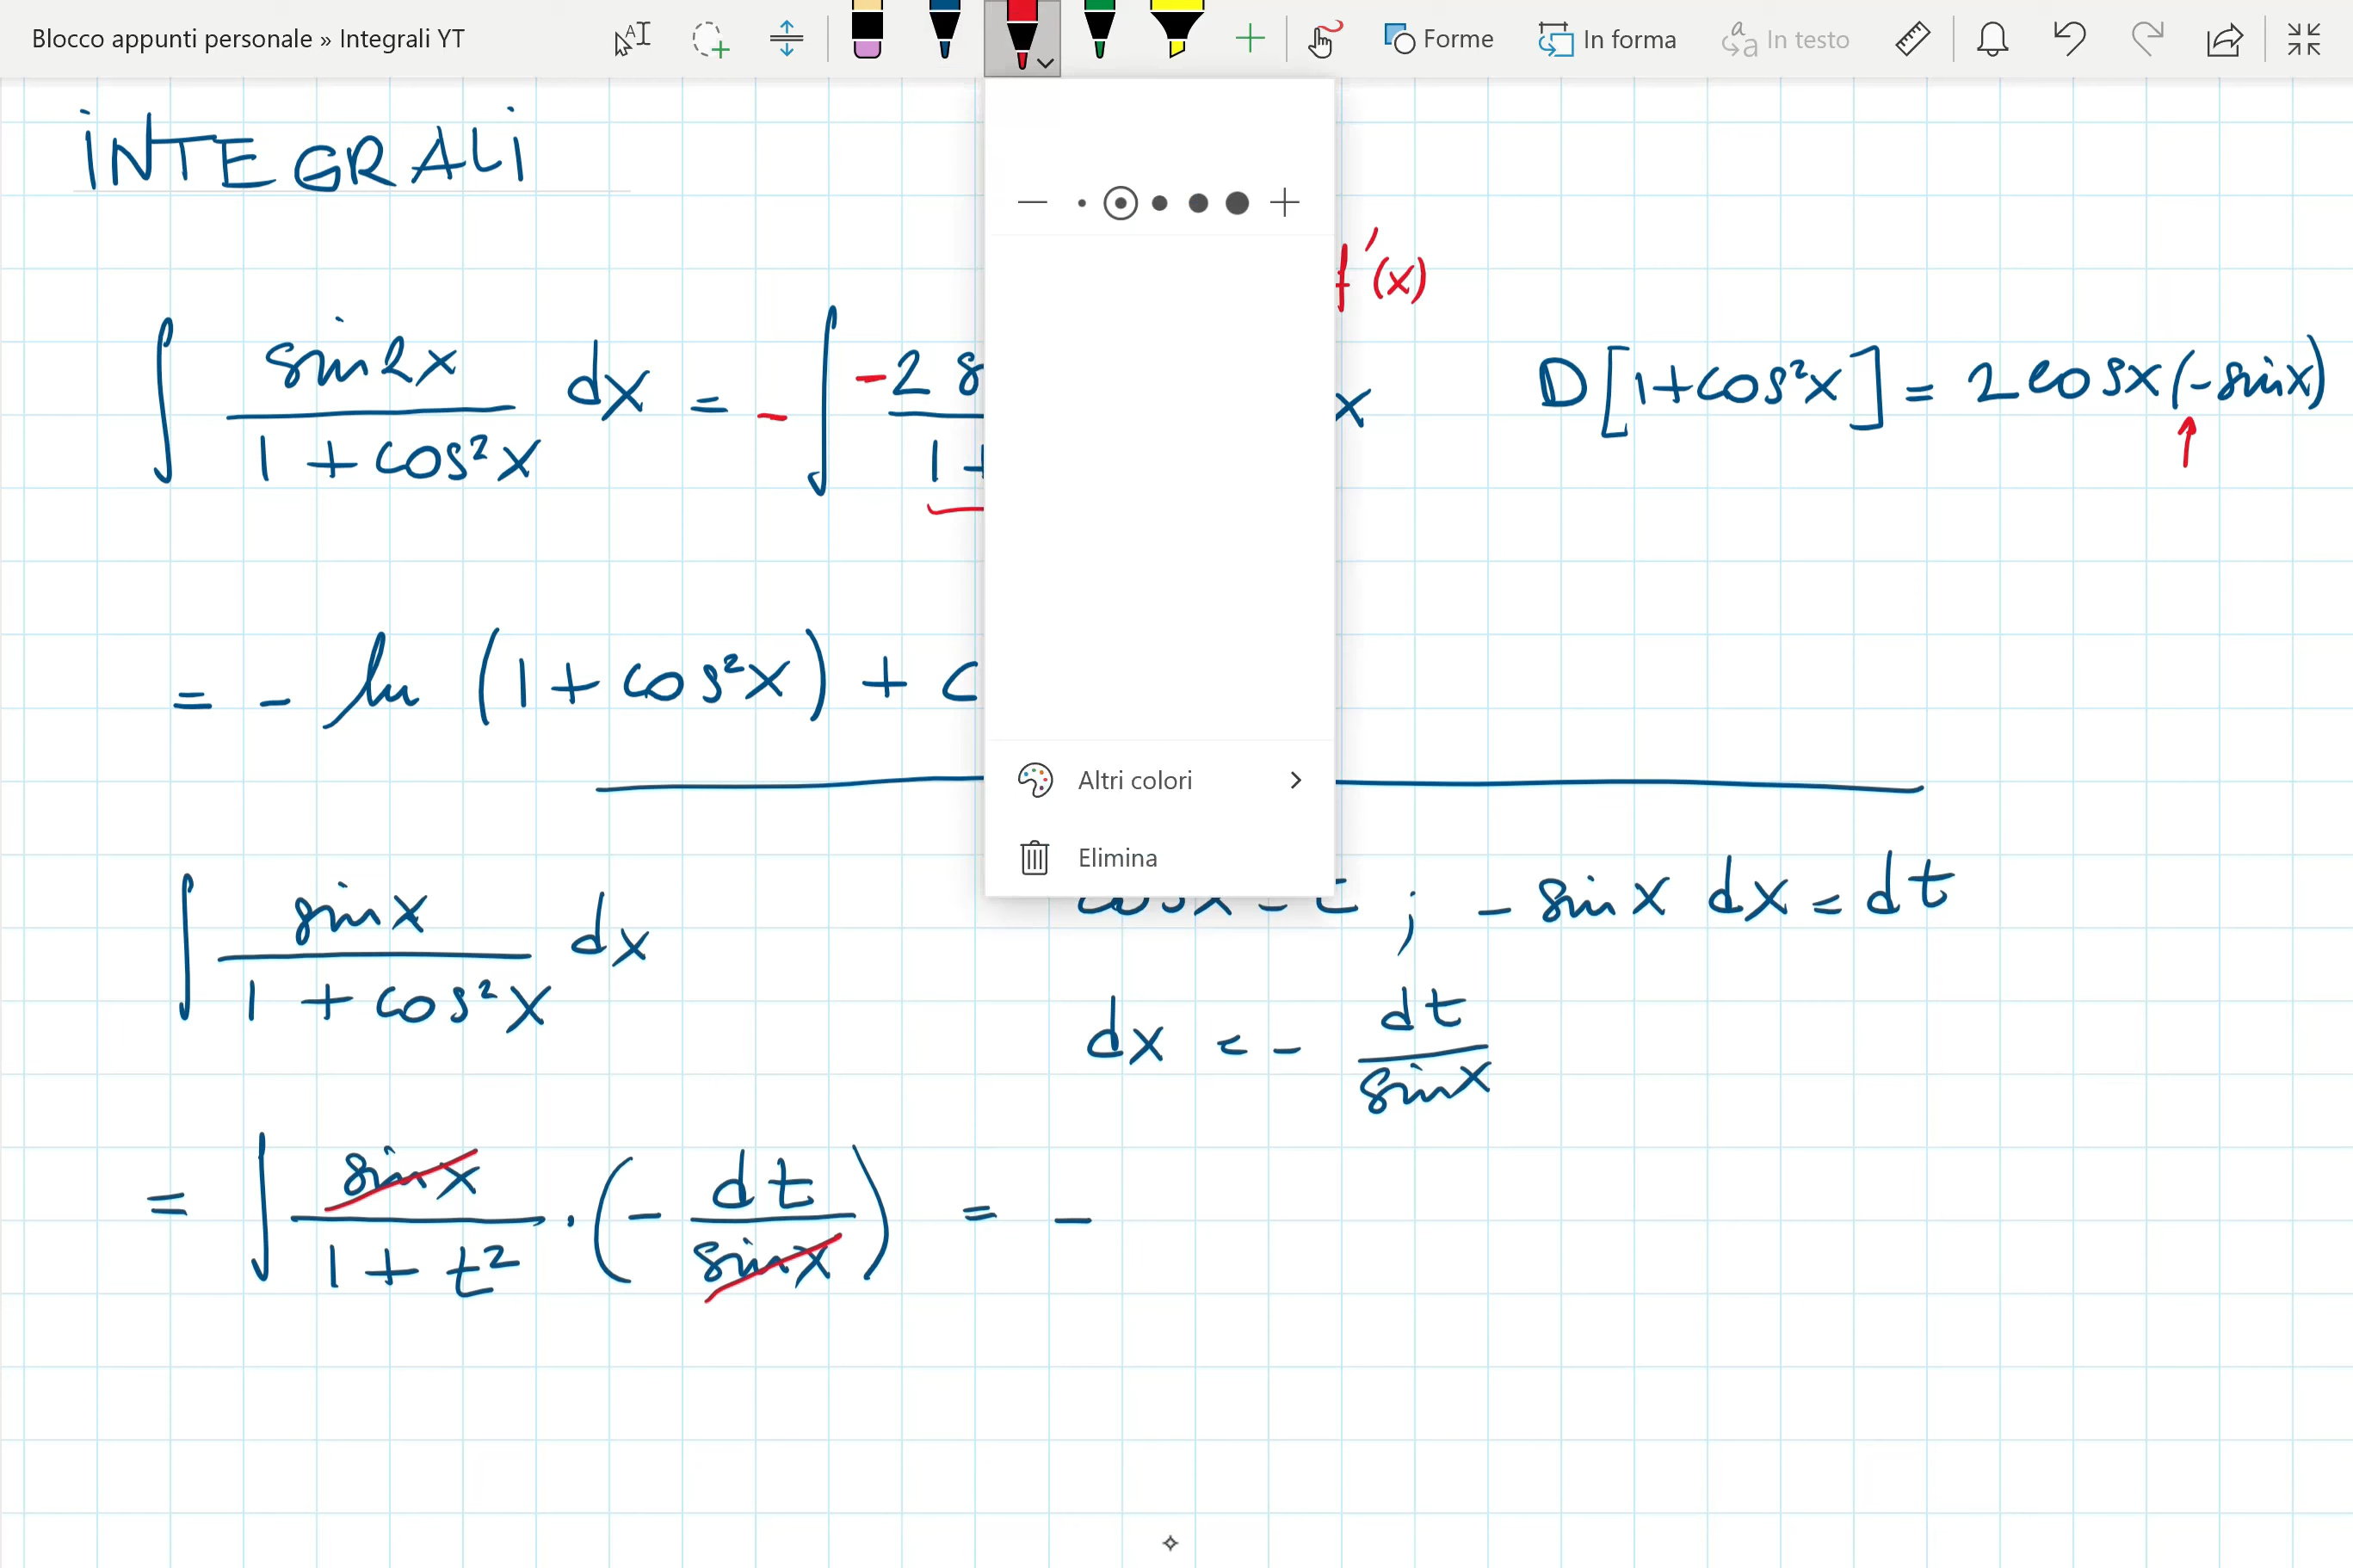 Blocco appunti personale » Integrali YT Forme In forma In testo
INTEGRALI
f'(x)
∫ sin2x / (1 + cos²x) dx = - ∫ -2 s
1 +
x
D[1+cos²x] = 2cosx(-sinx)
= - ln (1+cos²x) + c
Altri colori
Elimina
∫ sinx / (1 + cos²x) dx
cosx = t ; - sinx dx = dt
dx = - dt / sinx
= ∫ sinx / (1 + t²) · (- dt / sinx) = -